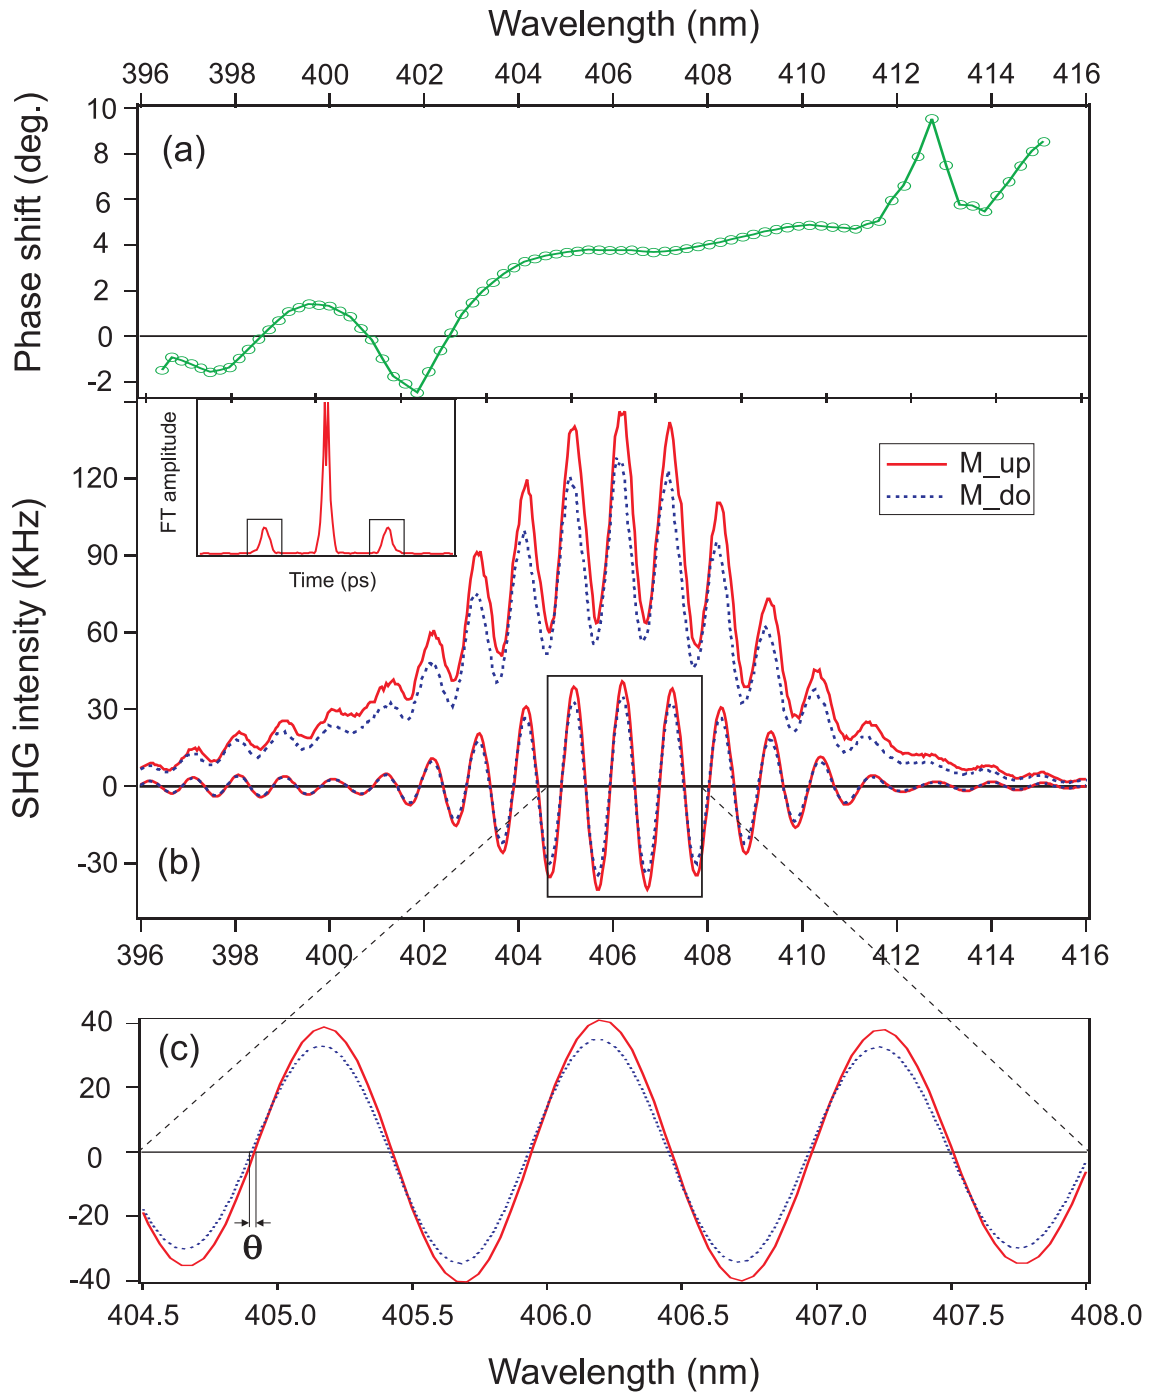 Wavelength (nm)
396 398 400 402 404 406 408 410 412 414 416
Phase shift (deg.)
10
8
6
4
2
0
-2
(a)
FT amplitude
Time (ps)
M_up
M_do
SHG intensity (KHz)
120
90
60
30
0
-30
(b)
396 398 400 402 404 406 408 410 412 414 416
(c)
40
20
0
-20
-40
θ
404.5 405.0 405.5 406.0 406.5 407.0 407.5 408.0
Wavelength (nm)